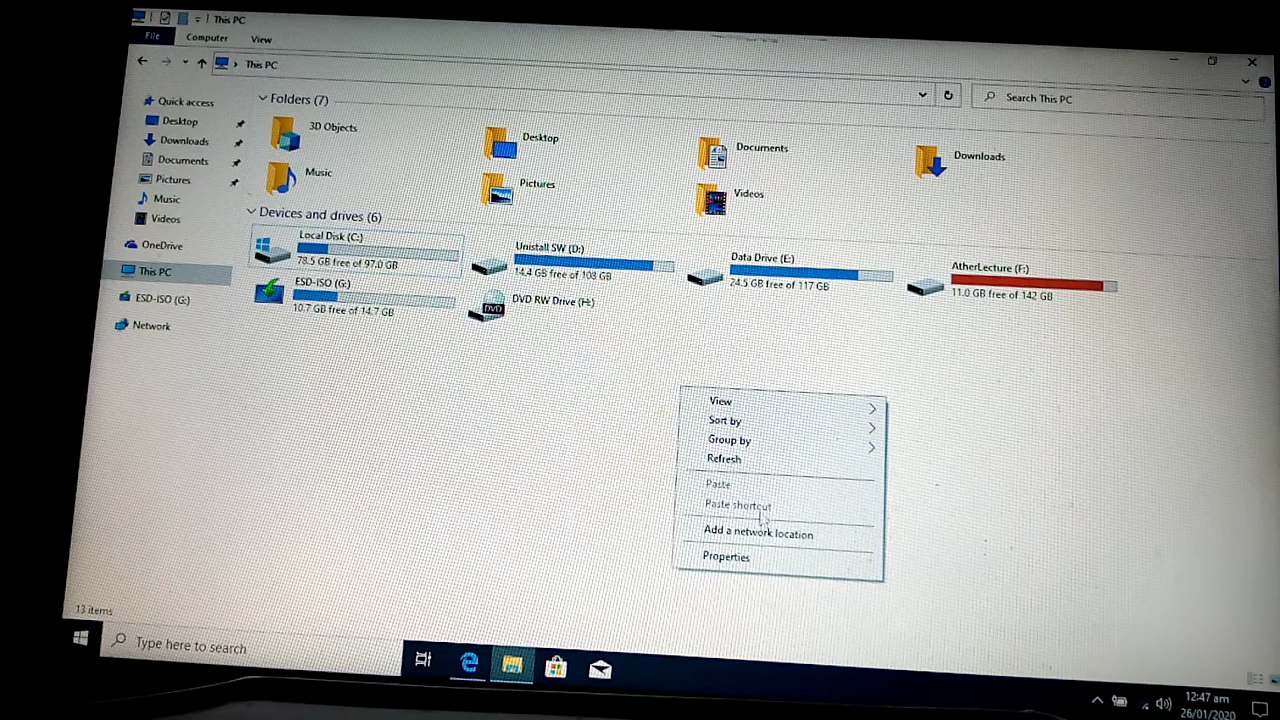 This PC
File Computer View
This PC
Search This PC
Quick access
Desktop
Downloads
Documents
Pictures
Music
Videos
OneDrive
This PC
ESD-ISO (G:)
Network
Folders (7)
3D Objects
Desktop
Documents
Downloads
Music
Pictures
Videos
Devices and drives (6)
Local Disk (C:)
78.5 GB free of 97.0 GB
Unistall SW (D:)
14.4 GB free of 108 GB
Data Drive (E:)
24.5 GB free of 117 GB
AtherLecture (F:)
11.0 GB free of 142 GB
ESD-ISO (G:)
10.7 GB free of 14.7 GB
DVD RW Drive (H:)
DVD
View
Sort by
Group by
Refresh
Paste
Paste shortcut
Add a network location
Properties
13 items
Type here to search
12:47 am
26/01/2020